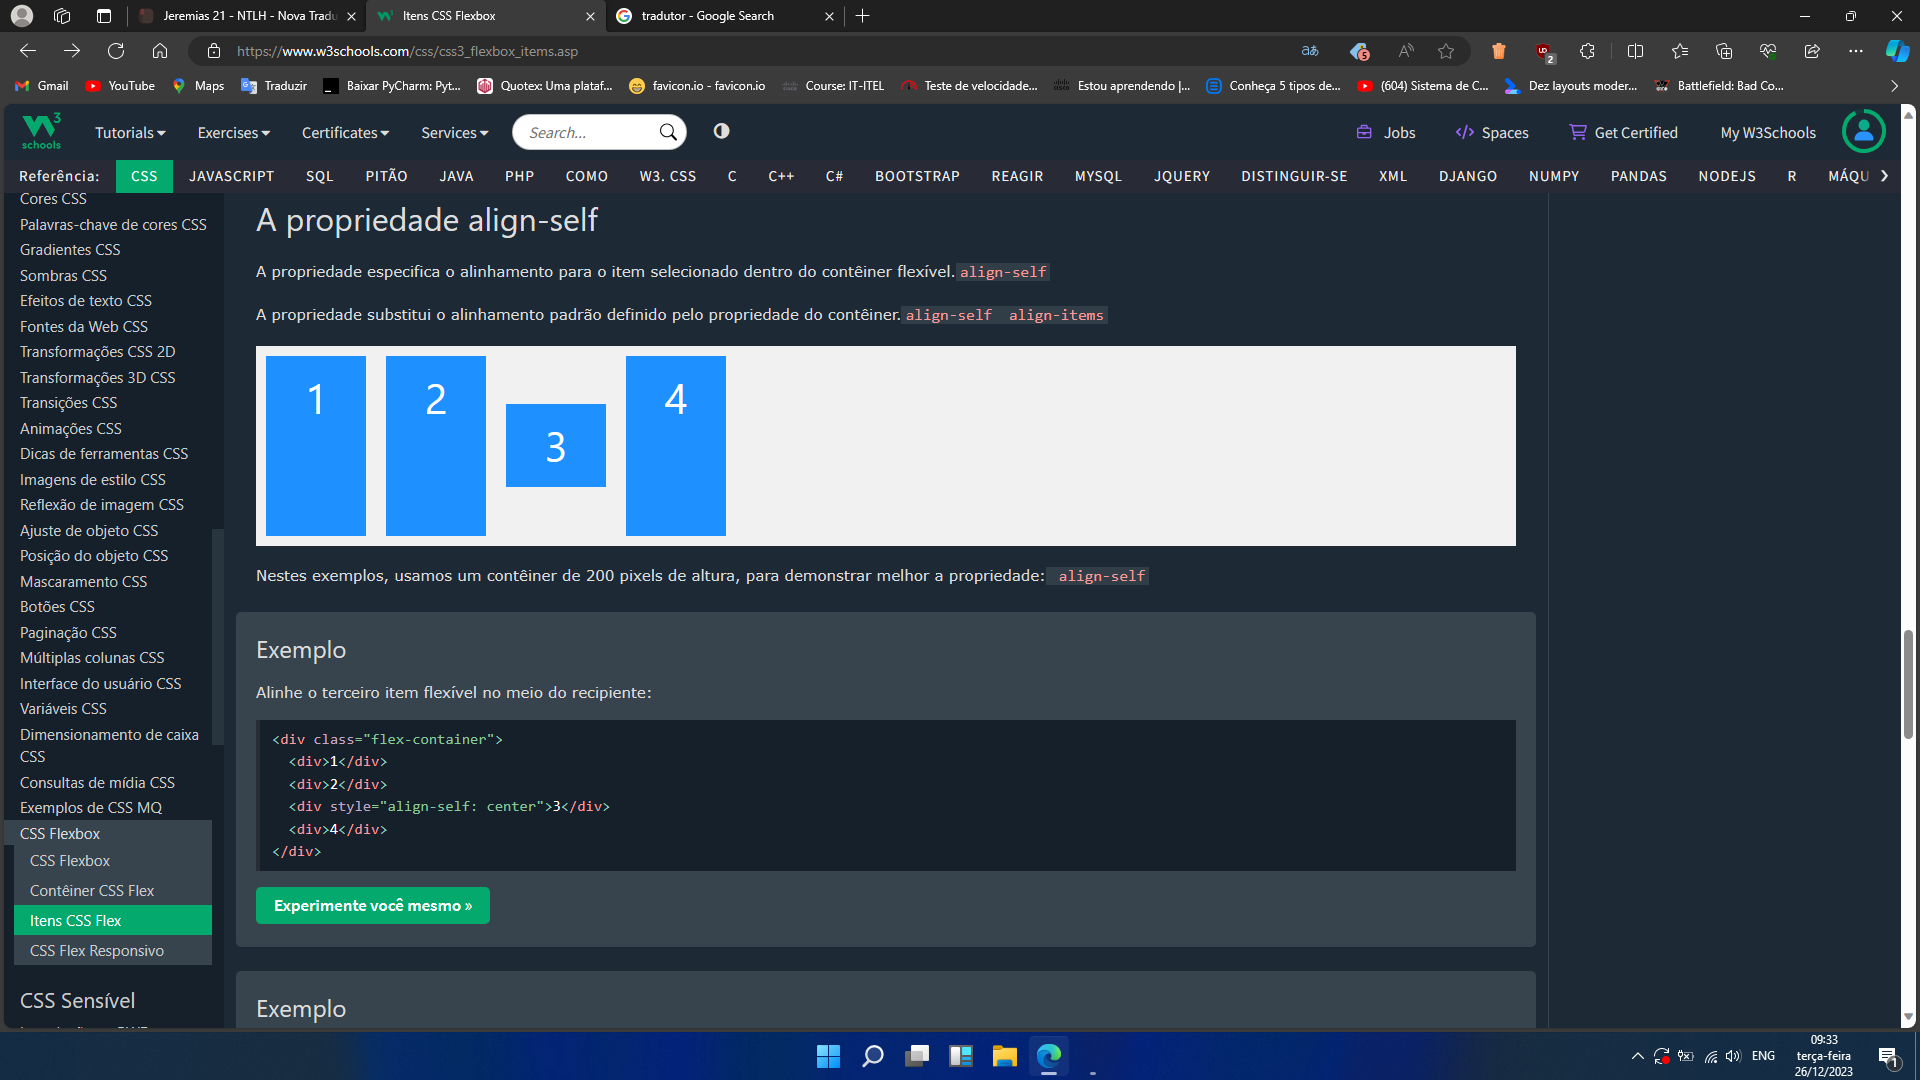 Jeremias 21 - NTLH - Nova Tradu
Itens CSS Flexbox
tradutor - Google Search
https://www.w3schools.com/css/css3_flexbox_items.asp
aあ
5
2
Gmail
YouTube
Maps
Traduzir
Baixar PyCharm: Pyt...
Quotex: Uma plataf...
favicon.io - favicon.io
Course: IT-ITEL
Teste de velocidade...
Estou aprendendo |...
Conheça 5 tipos de...
(604) Sistema de C...
Dez layouts moder...
Battlefield: Bad Co...
W3
schools
Tutorials
Exercises
Certificates
Services
Search...
Jobs
Spaces
Get Certified
My W3Schools
Referência:
CSS
JAVASCRIPT
SQL
PITÃO
JAVA
PHP
COMO
W3. CSS
C
C++
C#
BOOTSTRAP
REAGIR
MYSQL
JQUERY
DISTINGUIR-SE
XML
DJANGO
NUMPY
PANDAS
NODEJS
R
MÁQU
Cores CSS
Palavras-chave de cores CSS
Gradientes CSS
Sombras CSS
Efeitos de texto CSS
Fontes da Web CSS
Transformações CSS 2D
Transformações 3D CSS
Transições CSS
Animações CSS
Dicas de ferramentas CSS
Imagens de estilo CSS
Reflexão de imagem CSS
Ajuste de objeto CSS
Posição do objeto CSS
Mascaramento CSS
Botões CSS
Paginação CSS
Múltiplas colunas CSS
Interface do usuário CSS
Variáveis CSS
Dimensionamento de caixa
CSS
Consultas de mídia CSS
Exemplos de CSS MQ
CSS Flexbox
CSS Flexbox
Contêiner CSS Flex
Itens CSS Flex
CSS Flex Responsivo
CSS Sensível
A propriedade align-self
A propriedade especifica o alinhamento para o item selecionado dentro do contêiner flexível. align-self
A propriedade substitui o alinhamento padrão definido pelo propriedade do contêiner. align-self align-items
1
2
3
4
Nestes exemplos, usamos um contêiner de 200 pixels de altura, para demonstrar melhor a propriedade: align-self
Exemplo
Alinhe o terceiro item flexível no meio do recipiente:
<div class="flex-container">
<div>1</div>
<div>2</div>
<div style="align-self: center">3</div>
<div>4</div>
</div>
Experimente você mesmo »
Exemplo
ENG
09:33
terça-feira
26/12/2023
1